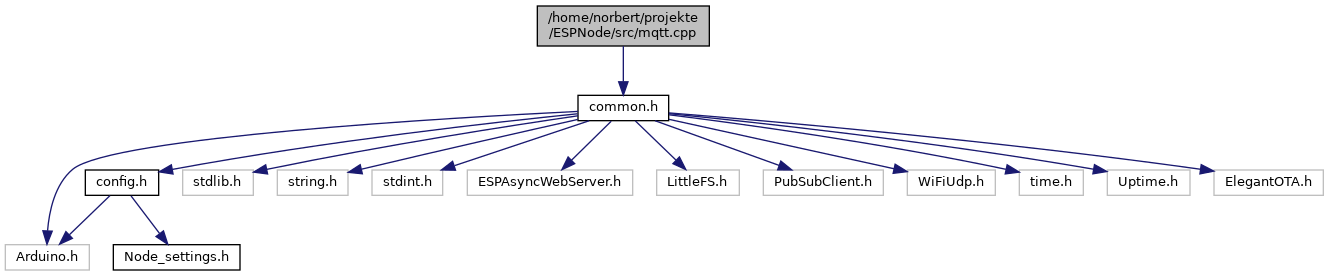 /home/norbert/projekte
/ESPNode/src/mqtt.cpp
common.h
config.h
stdlib.h
string.h
stdint.h
ESPAsyncWebServer.h
LittleFS.h
PubSubClient.h
WiFiUdp.h
time.h
Uptime.h
ElegantOTA.h
Arduino.h
Node_settings.h